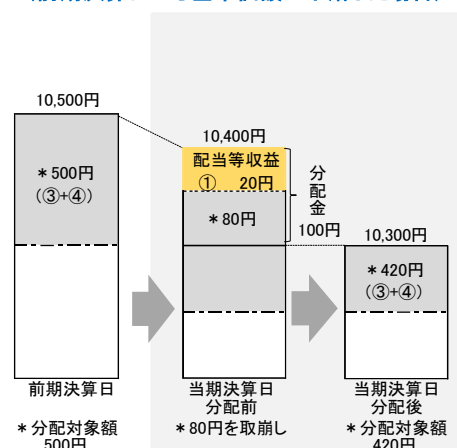 10,500円
10,400円
配当等収益
① 20円
*500円
(③+④)
*80円
分配金
100円
10,300円
*420円
(③+④)
前期決算日
当期決算日
分配前
当期決算日
分配後
*分配対象額
500円
*80円を取崩し
*分配対象額
420円